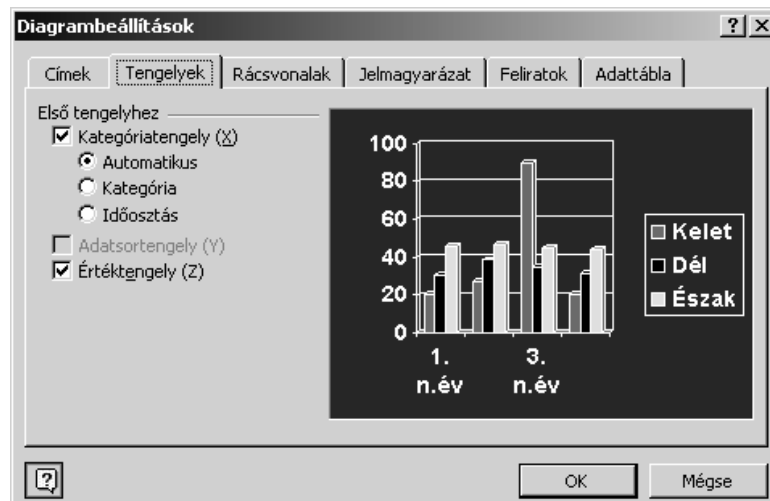 Diagrambeállítások
Címek Tengelyek Rácsvonalak Jelmagyarázat Feliratok Adattábla
Első tengelyhez
Kategóriatengely (X)
Automatikus
Kategória
Időosztás
Adatsortengely (Y)
Értéktengely (Z)
100
80
60
40
20
0
1. 3.
n.év n.év
Kelet
Dél
Észak
OK Mégse